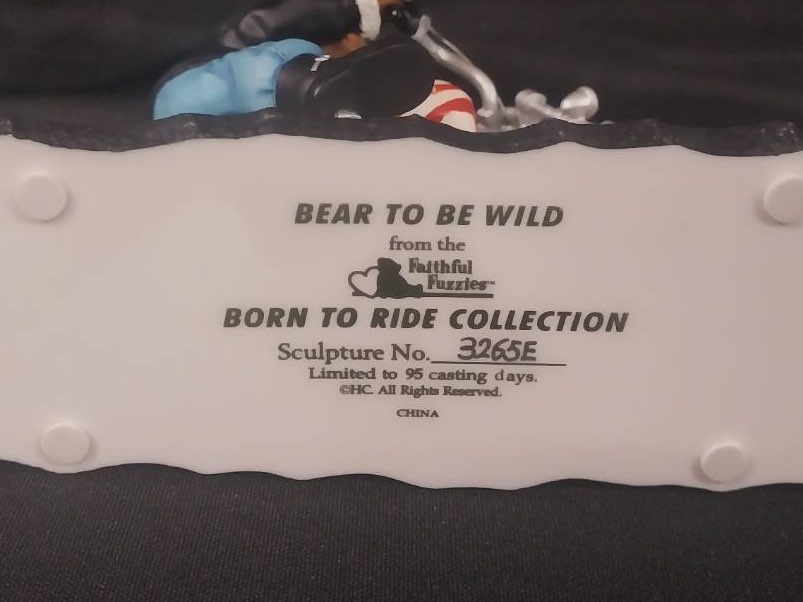 BEAR TO BE WILD
from the
Faithful
Fuzzies™
BORN TO RIDE COLLECTION
Sculpture No. 3265E
Limited to 95 casting days.
©HC. All Rights Reserved.
CHINA